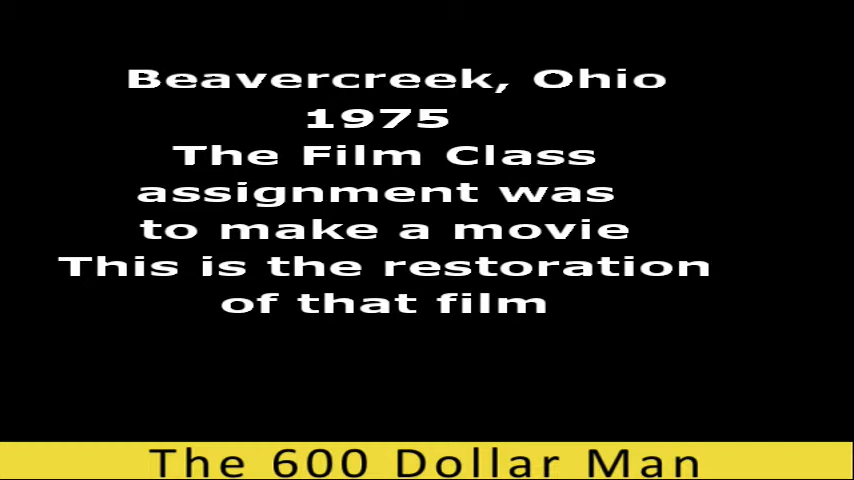 Beavercreek, Ohio
1975
The Film Class
assignment was
to make a movie
This is the restoration
of that film
The 600 Dollar Man